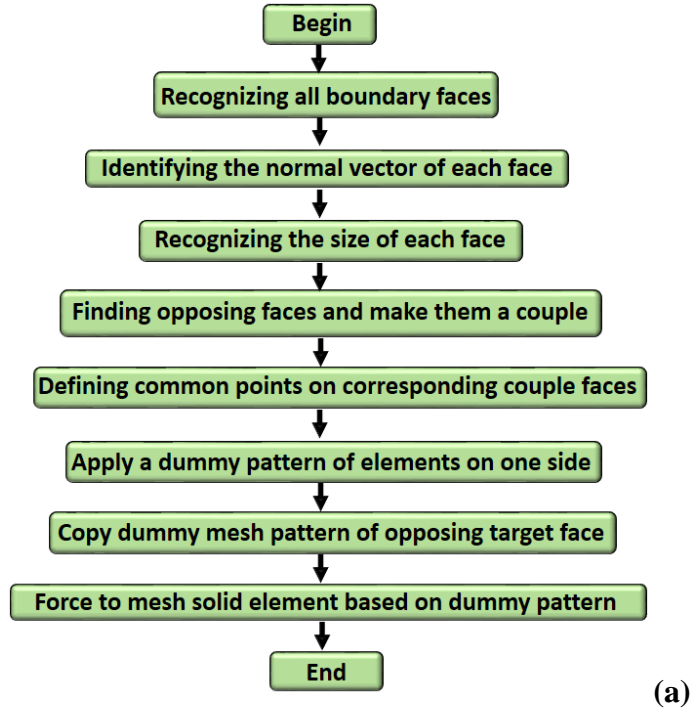 Begin
Recognizing all boundary faces
Identifying the normal vector of each face
Recognizing the size of each face
Finding opposing faces and make them a couple
Defining common points on corresponding couple faces
Apply a dummy pattern of elements on one side
Copy dummy mesh pattern of opposing target face
Force to mesh solid element based on dummy pattern
End
(a)